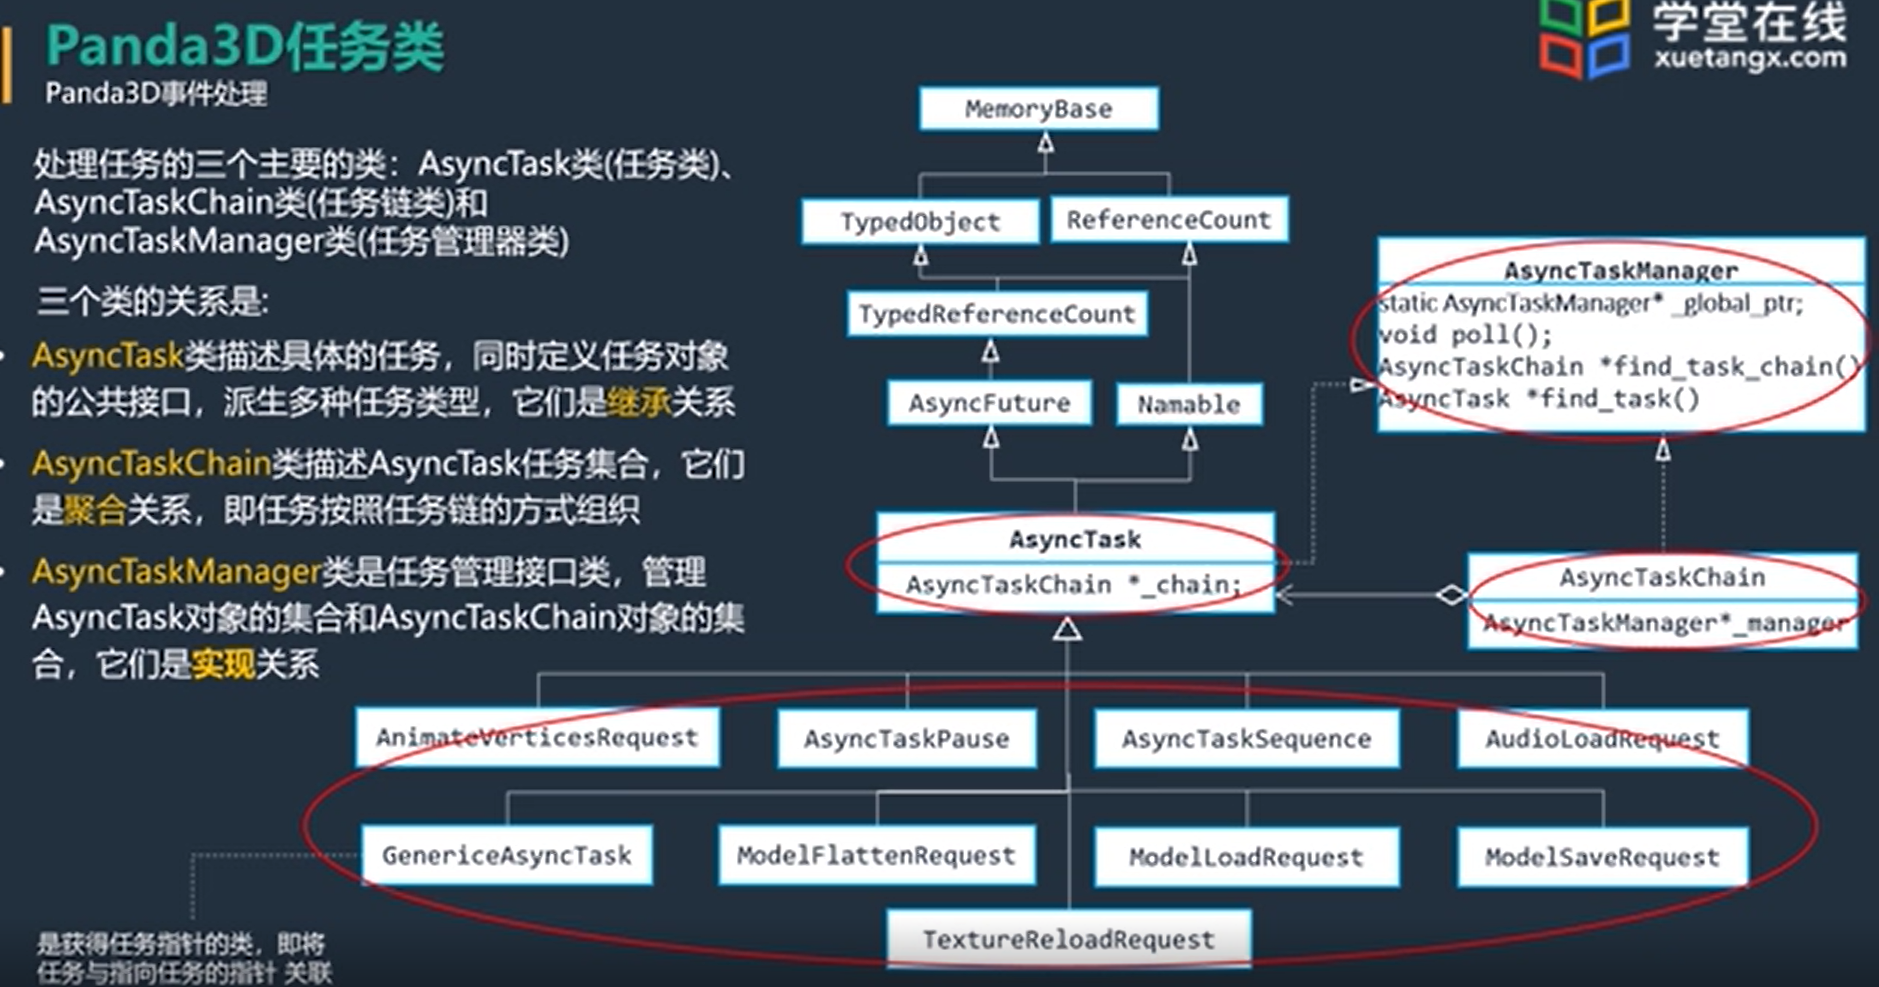 Panda3D任务类
Panda3D事件处理
学堂在线
xuetangx.com
处理任务的三个主要的类：AsyncTask类(任务类)、
AsyncTaskChain类(任务链类)和
AsyncTaskManager类(任务管理器类)
三个类的关系是:
AsyncTask类描述具体的任务，同时定义任务对象
的公共接口，派生多种任务类型，它们是继承关系
AsyncTaskChain类描述AsyncTask任务集合，它们
是聚合关系，即任务按照任务链的方式组织
AsyncTaskManager类是任务管理接口类，管理
AsyncTask对象的集合和AsyncTaskChain对象的集
合，它们是实现关系
MemoryBase
TypedObject
ReferenceCount
TypedReferenceCount
AsyncFuture
Namable
AsyncTaskManager
static AsyncTaskManager* _global_ptr;
void poll();
AsyncTaskChain *find_task_chain()
AsyncTask *find_task()
AsyncTask
AsyncTaskChain *_chain;
AsyncTaskChain
AsyncTaskManager*_manager
AnimateVerticesRequest
AsyncTaskPause
AsyncTaskSequence
AudioLoadRequest
GenericeAsyncTask
ModelFlattenRequest
ModelLoadRequest
ModelSaveRequest
TextureReloadRequest
是获得任务指针的类，即将
任务与指向任务的指针 关联